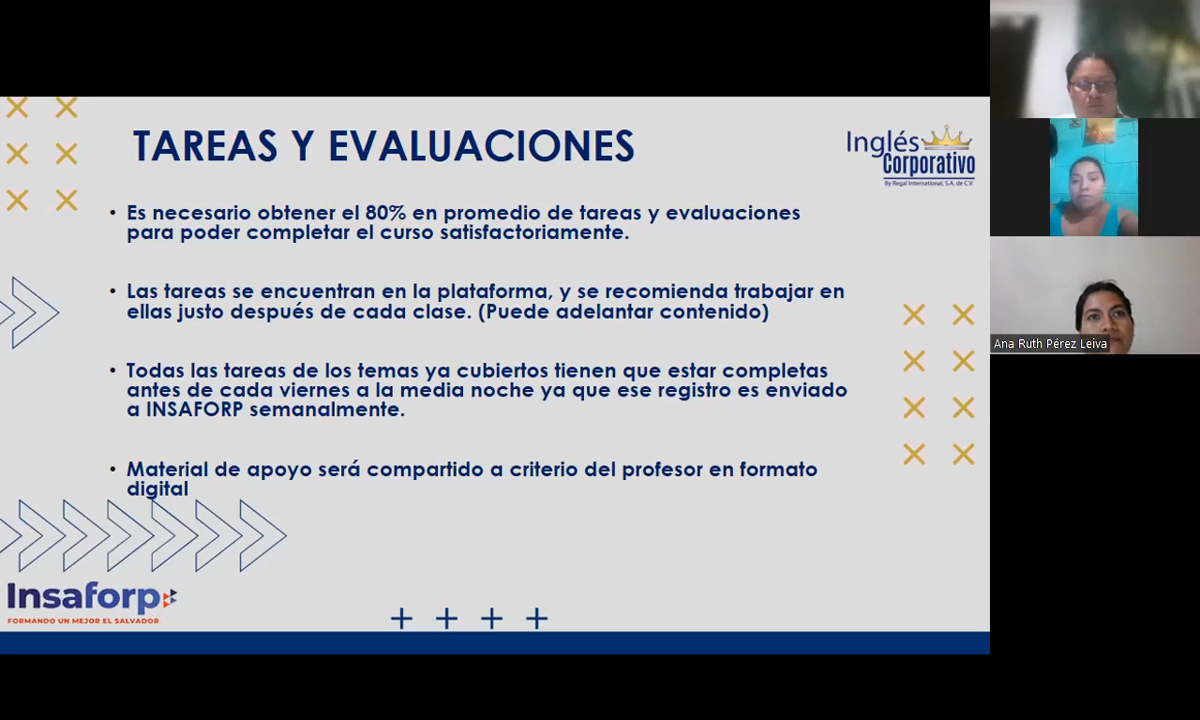 TAREAS Y EVALUACIONES
Inglés
Corporativo
By Regal International, S.A. de C.V.
• Es necesario obtener el 80% en promedio de tareas y evaluaciones
para poder completar el curso satisfactoriamente.
• Las tareas se encuentran en la plataforma, y se recomienda trabajar en
ellas justo después de cada clase. (Puede adelantar contenido)
• Todas las tareas de los temas ya cubiertos tienen que estar completas
antes de cada viernes a la media noche ya que ese registro es enviado
a INSAFORP semanalmente.
• Material de apoyo será compartido a criterio del profesor en formato
digital
Insaforp
FORMANDO UN MEJOR EL SALVADOR
Ana Ruth Pérez Leiva